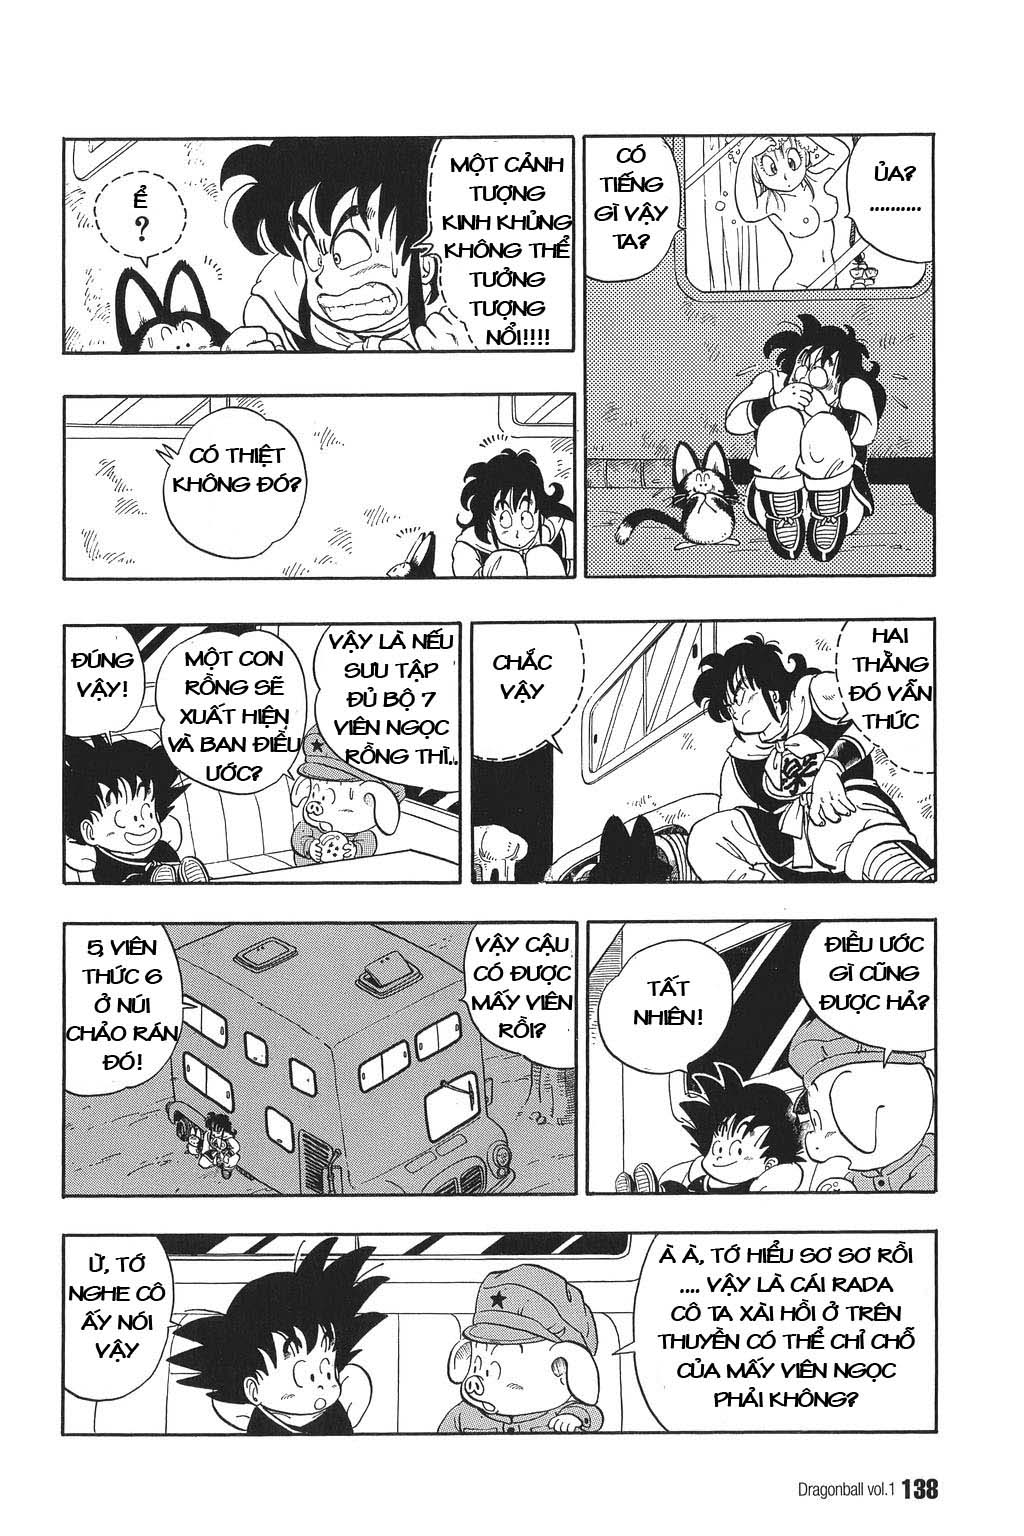 ỦA?
...........
CÓ
TIẾNG
GÌ VẬY
TA?
MỘT CẢNH
TƯỢNG
KINH KHỦNG
KHÔNG THỂ
TƯỞNG
TƯỢNG
NỔI!!!!
Ể
?
CÓ THIỆT
KHÔNG ĐÓ?
HAI
THẰNG
ĐÓ VẪN
THỨC
CHẮC
VẬY
VẬY LÀ NẾU
SƯU TẬP
ĐỦ BỘ 7
VIÊN NGỌC
RỒNG THÌ..
MỘT CON
RỒNG SẼ
XUẤT HIỆN
VÀ BAN ĐIỀU
ƯỚC?
ĐÚNG
VẬY!
ĐIỀU ƯỚC
GÌ CŨNG
ĐƯỢC HẢ?
TẤT
NHIÊN!
VẬY CẬU
CÓ ĐƯỢC
MẤY VIÊN
RỒI?
5, VIÊN
THỨC 6
Ở NÚI
CHẢO RÁN
ĐÓ!
À À, TỚ HIỂU SƠ SƠ RỒI
.... VẬY LÀ CÁI RADA
CÔ TA XÀI HỒI Ở TRÊN
THUYỀN CÓ THỂ CHỈ CHỖ
CỦA MẤY VIÊN NGỌC
PHẢI KHÔNG?
Ừ, TỚ
NGHE CÔ
ẤY NÓI
VẬY
Dragonball vol.1 138